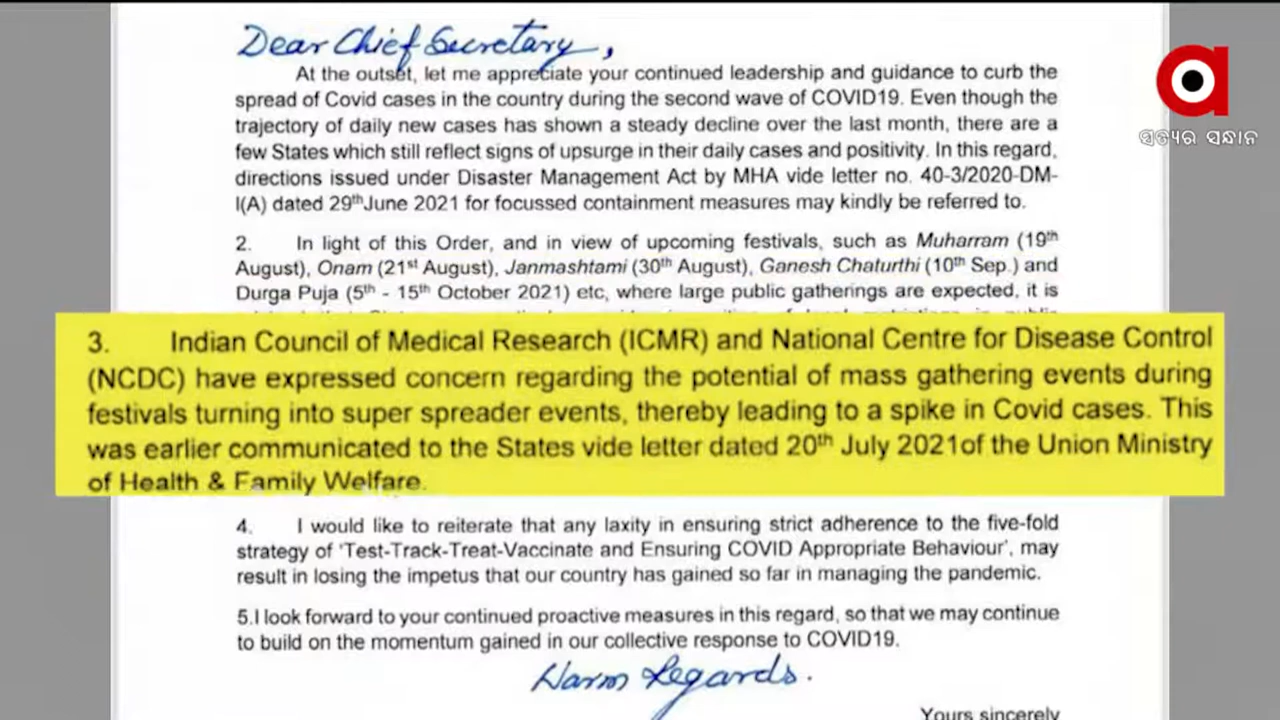 Dear Chief Secretary,
At the outset, let me appreciate your continued leadership and guidance to curb the
spread of Covid cases in the country during the second wave of COVID19. Even though the
trajectory of daily new cases has shown a steady decline over the last month, there are a
few States which still reflect signs of upsurge in their daily cases and positivity. In this regard,
directions issued under Disaster Management Act by MHA vide letter no. 40-3/2020-DM-
I(A) dated 29th June 2021 for focussed containment measures may kindly be referred to.
2. In light of this Order, and in view of upcoming festivals, such as Muharram (19th
August), Onam (21st August), Janmashtami (30th August), Ganesh Chaturthi (10th Sep.) and
Durga Puja (5th - 15th October 2021) etc, where large public gatherings are expected, it is
3. Indian Council of Medical Research (ICMR) and National Centre for Disease Control
(NCDC) have expressed concern regarding the potential of mass gathering events during
festivals turning into super spreader events, thereby leading to a spike in Covid cases. This
was earlier communicated to the States vide letter dated 20th July 2021of the Union Ministry
of Health & Family Welfare.
4. I would like to reiterate that any laxity in ensuring strict adherence to the five-fold
strategy of 'Test-Track-Treat-Vaccinate and Ensuring COVID Appropriate Behaviour', may
result in losing the impetus that our country has gained so far in managing the pandemic.
5.I look forward to your continued proactive measures in this regard, so that we may continue
to build on the momentum gained in our collective response to COVID19.
Warm Regards.
Yours sincerely
a
ସତ୍ୟର ସନ୍ଧାନ